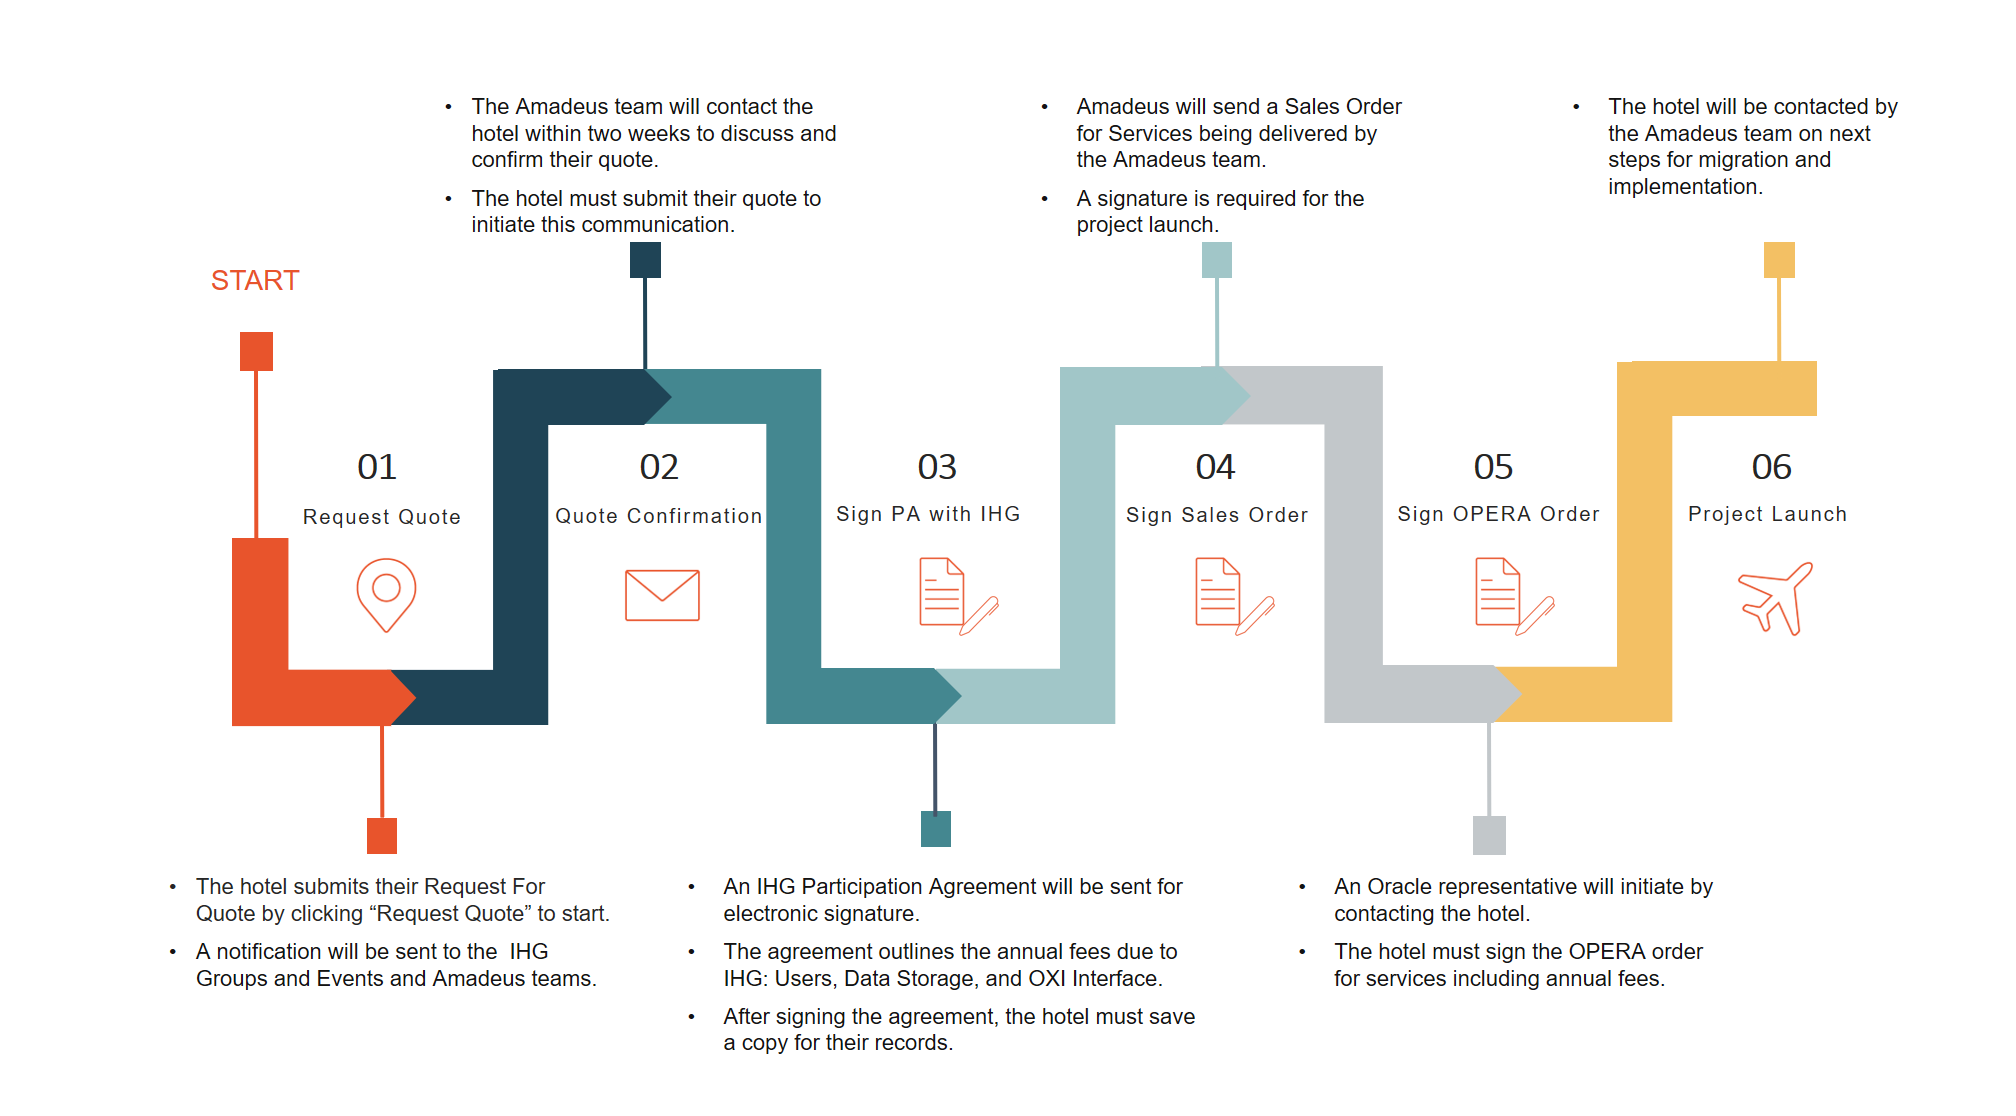 • The Amadeus team will contact the
hotel within two weeks to discuss and
confirm their quote.
• The hotel must submit their quote to
initiate this communication.
• Amadeus will send a Sales Order
for Services being delivered by
the Amadeus team.
• A signature is required for the
project launch.
• The hotel will be contacted by
the Amadeus team on next
steps for migration and
implementation.
START
01
Request Quote
02
Quote Confirmation
03
Sign PA with IHG
04
Sign Sales Order
05
Sign OPERA Order
06
Project Launch
• The hotel submits their Request For
Quote by clicking “Request Quote” to start.
• A notification will be sent to the  IHG
Groups and Events and Amadeus teams.
• An IHG Participation Agreement will be sent for
electronic signature.
• The agreement outlines the annual fees due to
IHG: Users, Data Storage, and OXI Interface.
• After signing the agreement, the hotel must save
a copy for their records.
• An Oracle representative will initiate by
contacting the hotel.
• The hotel must sign the OPERA order
for services including annual fees.